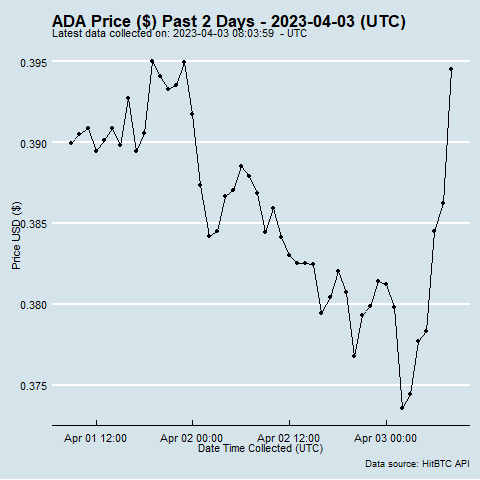 ADA Price ($) Past 2 Days - 2023-04-03 (UTC)
Latest data collected on: 2023-04-03 08:03:59  - UTC
0.395
0.390
0.385
0.380
0.375
Price USD ($)
Apr 01 12:00
Apr 02 00:00
Apr 02 12:00
Apr 03 00:00
Date Time Collected (UTC)
Data source: HitBTC API